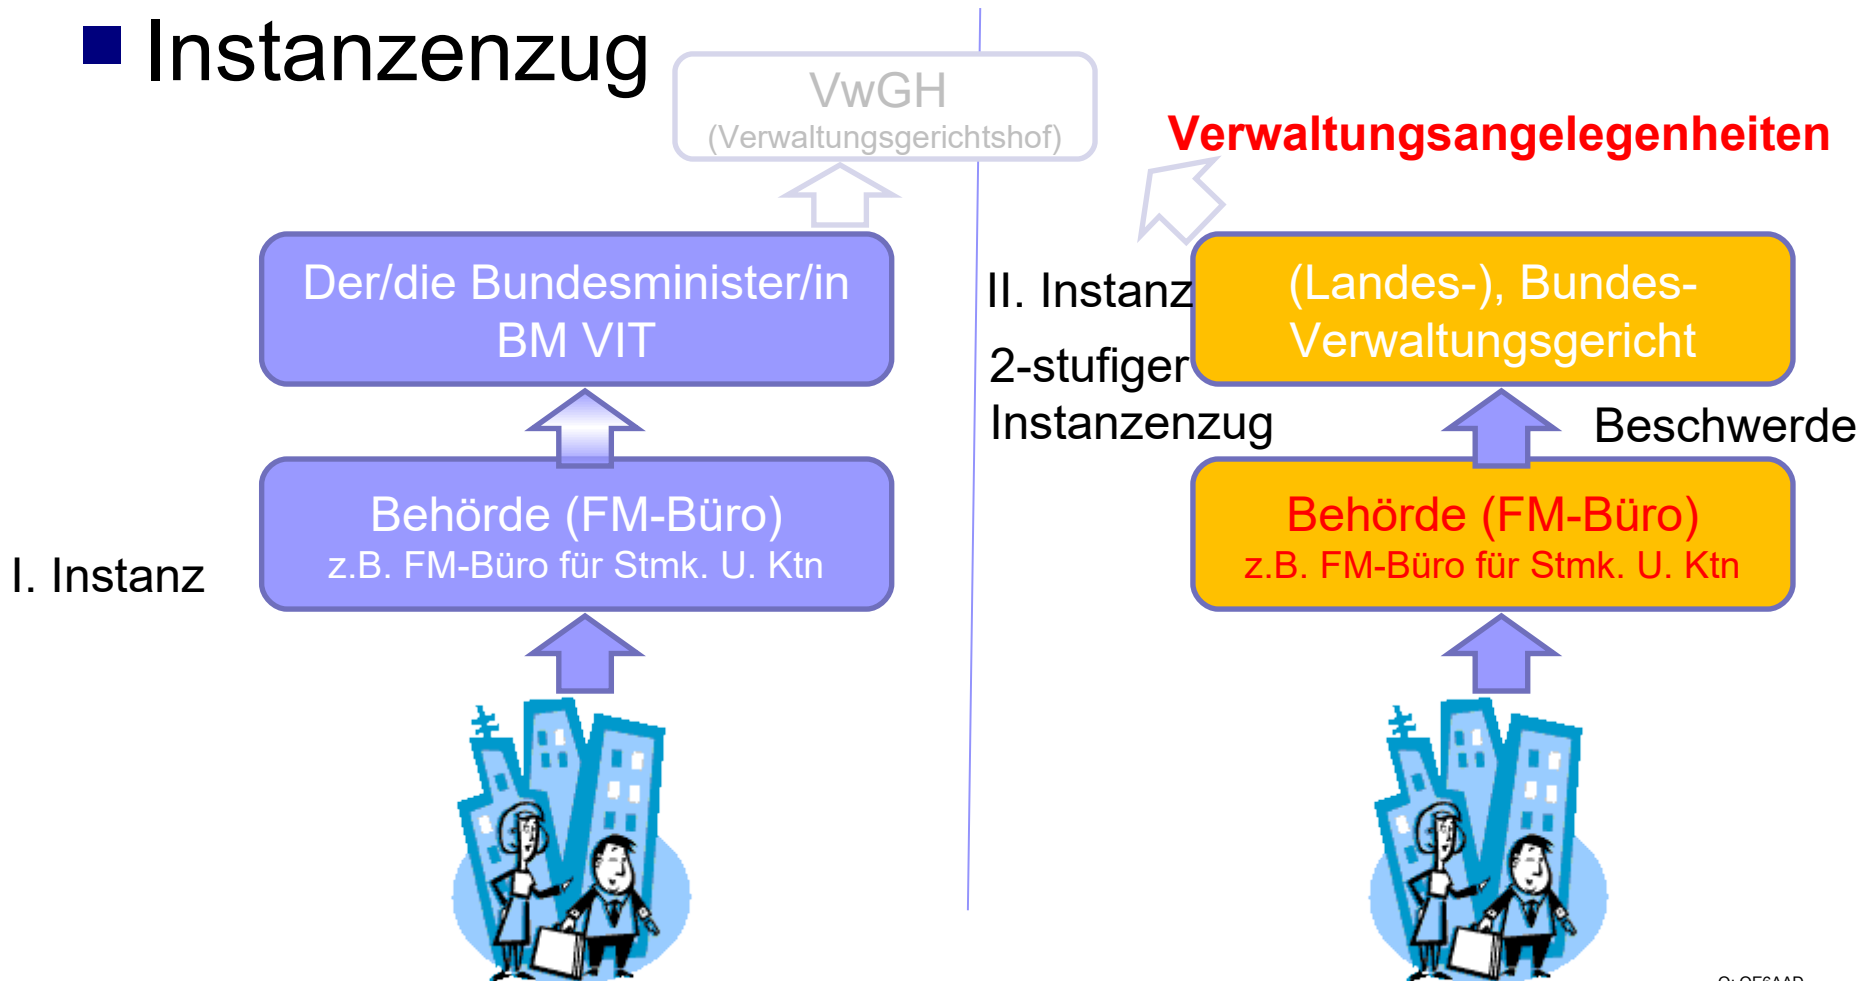 Instanzenzug
VwGH
(Verwaltungsgerichtshof)
Verwaltungsangelegenheiten
Der/die Bundesminister/in
BM VIT
II. Instanz
2-stufiger
Instanzenzug
(Landes-), Bundes-
Verwaltungsgericht
Beschwerde
I. Instanz
Behörde (FM-Büro)
z.B. FM-Büro für Stmk. U. Ktn
Behörde (FM-Büro)
z.B. FM-Büro für Stmk. U. Ktn